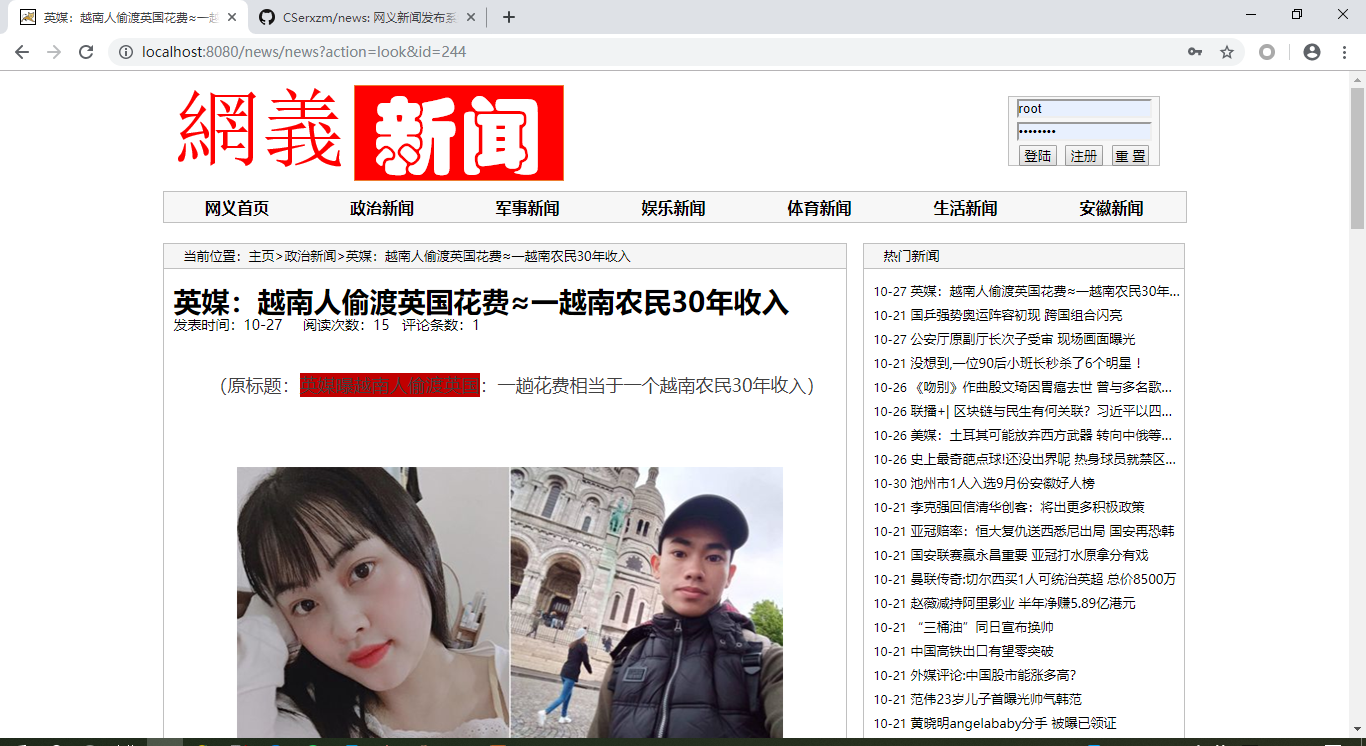 英媒：越南人偷渡英国花费≈一越
CSerxzm/news: 网义新闻发布系
localhost:8080/news/news?action=look&id=244
網義 新闻
root
••••••••
登陆 注册 重 置
网义首页 政治新闻 军事新闻 娱乐新闻 体育新闻 生活新闻 安徽新闻
当前位置：主页>政治新闻>英媒：越南人偷渡英国花费≈一越南农民30年收入
英媒：越南人偷渡英国花费≈一越南农民30年收入
发表时间：10-27 阅读次数：15 评论条数：1
（原标题：英媒曝越南人偷渡英国：一趟花费相当于一个越南农民30年收入）
热门新闻
10-27 英媒：越南人偷渡英国花费≈一越南农民30年...
10-21 国乒强势奥运阵容初现 跨国组合闪亮
10-27 公安厅原副厅长次子受审 现场画面曝光
10-21 没想到,一位90后小班长秒杀了6个明星！
10-26 《吻别》作曲殷文琦因胃癌去世 曾与多名歌...
10-26 联播+| 区块链与民生有何关联？习近平以四...
10-26 美媒：土耳其可能放弃西方武器 转向中俄等...
10-26 史上最奇葩点球!还没出界呢 热身球员就禁区...
10-30 池州市1人入选9月份安徽好人榜
10-21 李克强回信清华创客：将出更多积极政策
10-21 亚冠赔率：恒大复仇送西悉尼出局 国安再恐韩
10-21 国安联赛赢永昌重要 亚冠打水原拿分有戏
10-21 曼联传奇:切尔西买1人可统治英超 总价8500万
10-21 赵薇减持阿里影业 半年净赚5.89亿港元
10-21 “三桶油”同日宣布换帅
10-21 中国高铁出口有望零突破
10-21 外媒评论:中国股市能涨多高?
10-21 范伟23岁儿子首曝光帅气韩范
10-21 黄晓明angelababy分手 被曝已领证